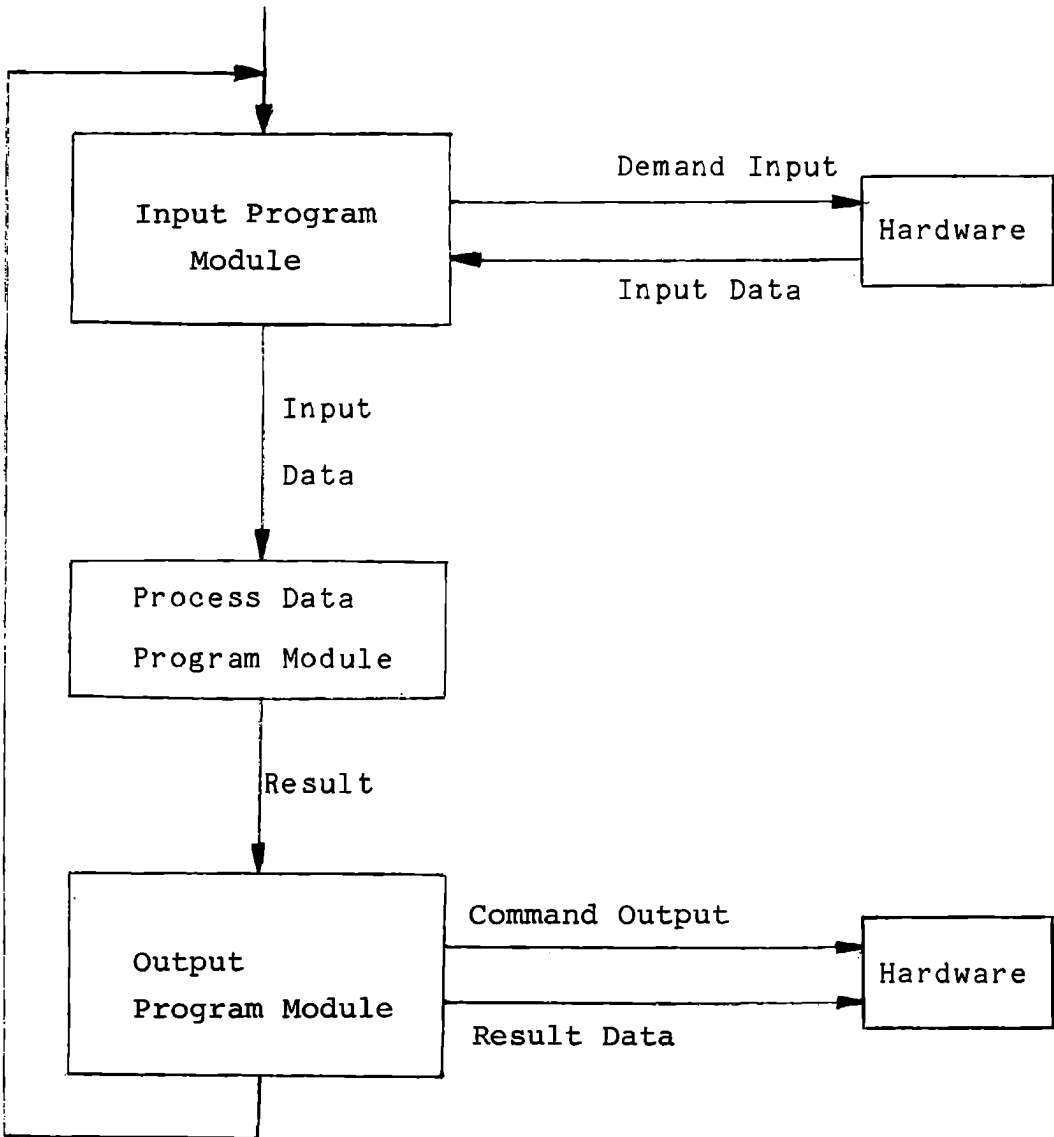 Demand Input
Input Program
Module
Hardware
Input Data
Input
Data
Process Data
Program Module
Result
Command Output
Output
Program Module
Hardware
Result Data